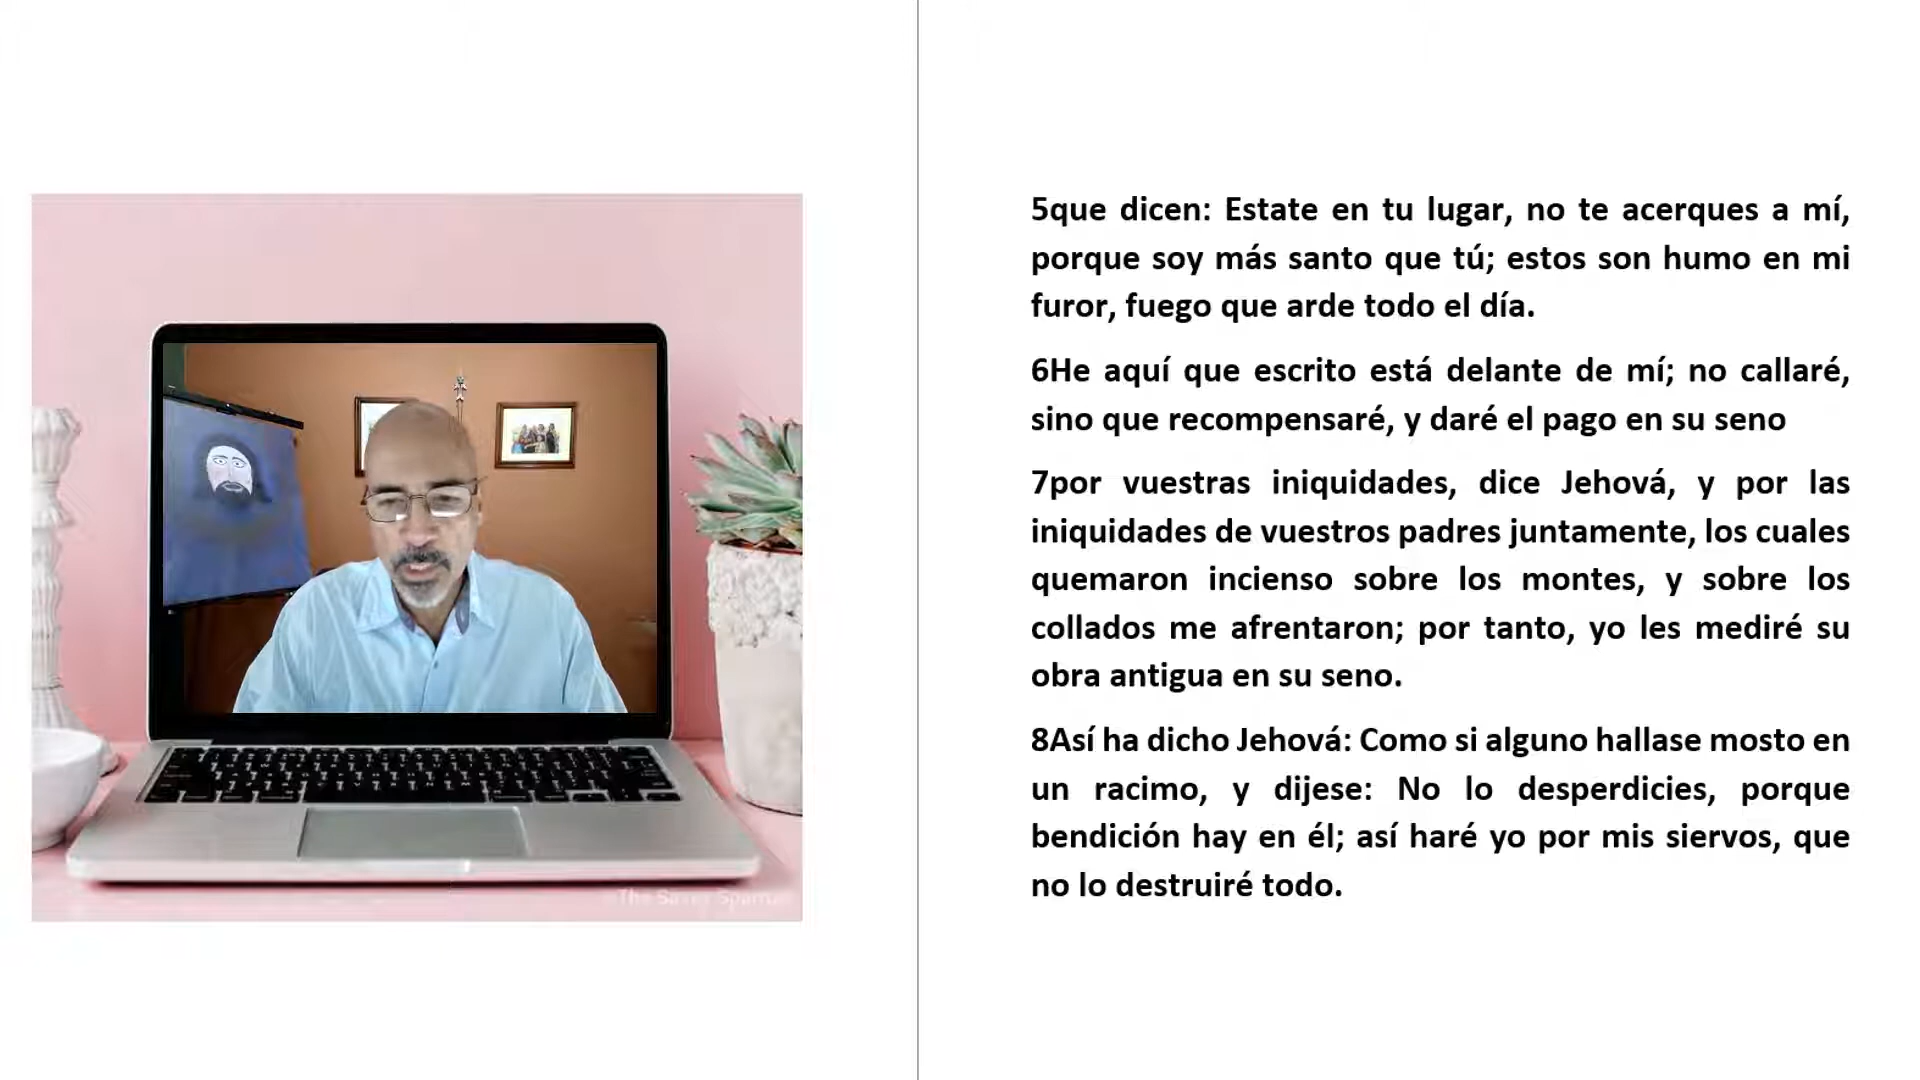 5que dicen: Estate en tu lugar, no te acerques a mí,
porque soy más santo que tú; estos son humo en mi
furor, fuego que arde todo el día.
6He aquí que escrito está delante de mí; no callaré,
sino que recompensaré, y daré el pago en su seno
7por vuestras iniquidades, dice Jehová, y por las
iniquidades de vuestros padres juntamente, los cuales
quemaron incienso sobre los montes, y sobre los
collados me afrentaron; por tanto, yo les mediré su
obra antigua en su seno.
8Así ha dicho Jehová: Como si alguno hallase mosto en
un racimo, y dijese: No lo desperdicies, porque
bendición hay en él; así haré yo por mis siervos, que
no lo destruiré todo.